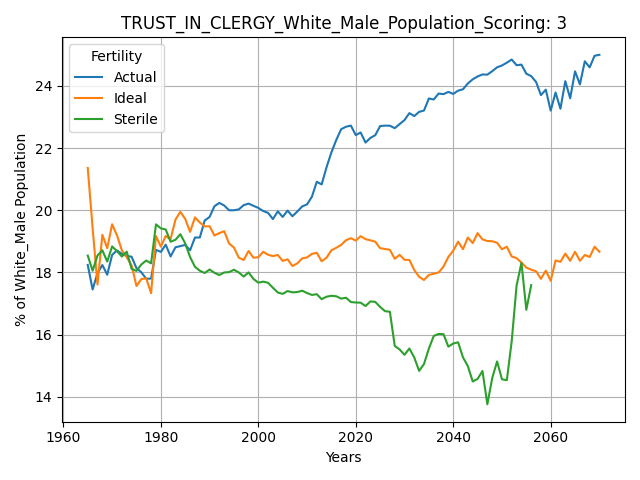 TRUST_IN_CLERGY_White_Male_Population_Scoring: 3
Fertility
Actual
Ideal
Sterile
% of White_Male Population
24
22
20
18
16
14
1960
1980
2000
2020
2040
2060
Years